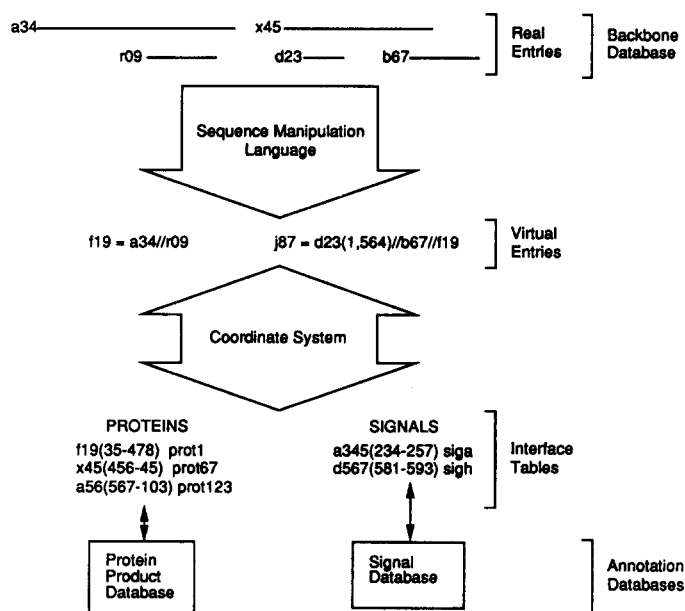 a34 x45
Real
Entries
Backbone
Database
r09 d23 b67
Sequence Manipulation
Language
f19 = a34//r09 j87 = d23(1,564)//b67//f19
Virtual
Entries
Coordinate System
PROTEINS
f19(35-478) prot1
x45(456-45) prot67
a56(567-103) prot123
SIGNALS
a345(234-257) siga
d567(581-593) sigh
Interface
Tables
Protein
Product
Database
Signal
Database
Annotation
Databases